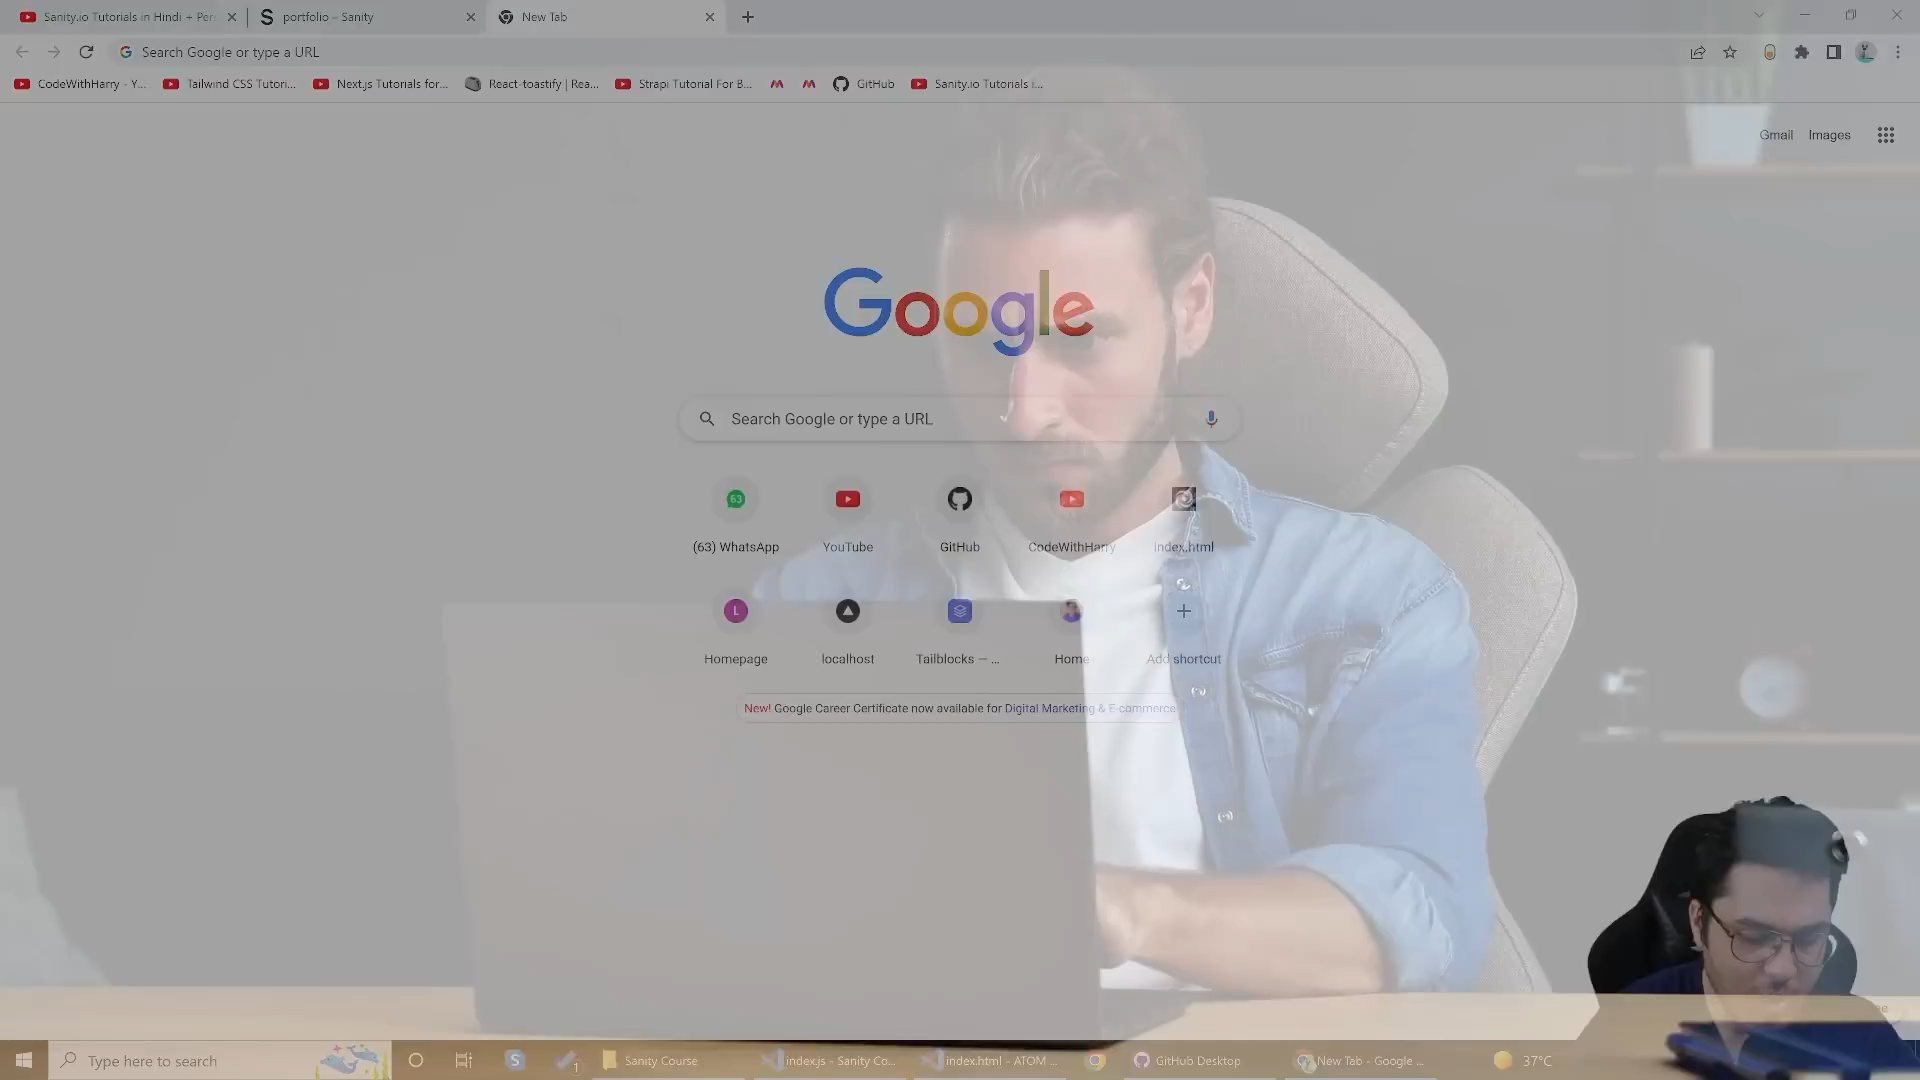 Sanity.io Tutorials in Hindi + Per
portfolio – Sanity
New Tab
Search Google or type a URL
CodeWithHarry - Y...
Tailwind CSS Tutori...
Next.js Tutorials for...
React-toastify | Rea...
Strapi Tutorial For B...
GitHub
Sanity.io Tutorials i...
Gmail
Images
Google
Search Google or type a URL
63
(63) WhatsApp
YouTube
GitHub
CodeWithHarry
index.html
L
Homepage
localhost
Tailblocks — ...
Home
Add shortcut
New! Google Career Certificate now available for Digital Marketing & E-commerce
Type here to search
S
1
Sanity Course
index.js - Sanity Co...
index.html - ATOM ...
GitHub Desktop
New Tab - Google ...
37°C